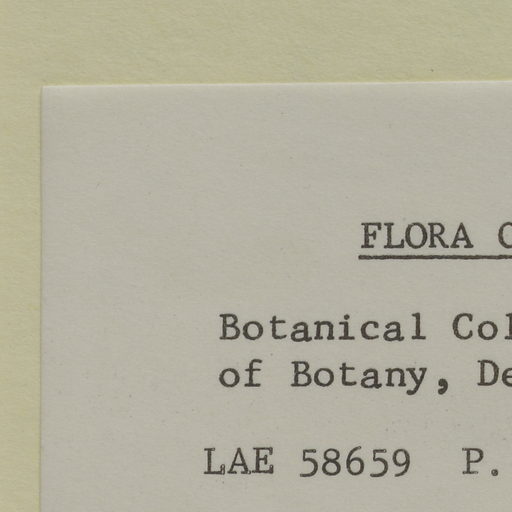 FLORA
Botanical
of Botany,
LAE 58659 P.